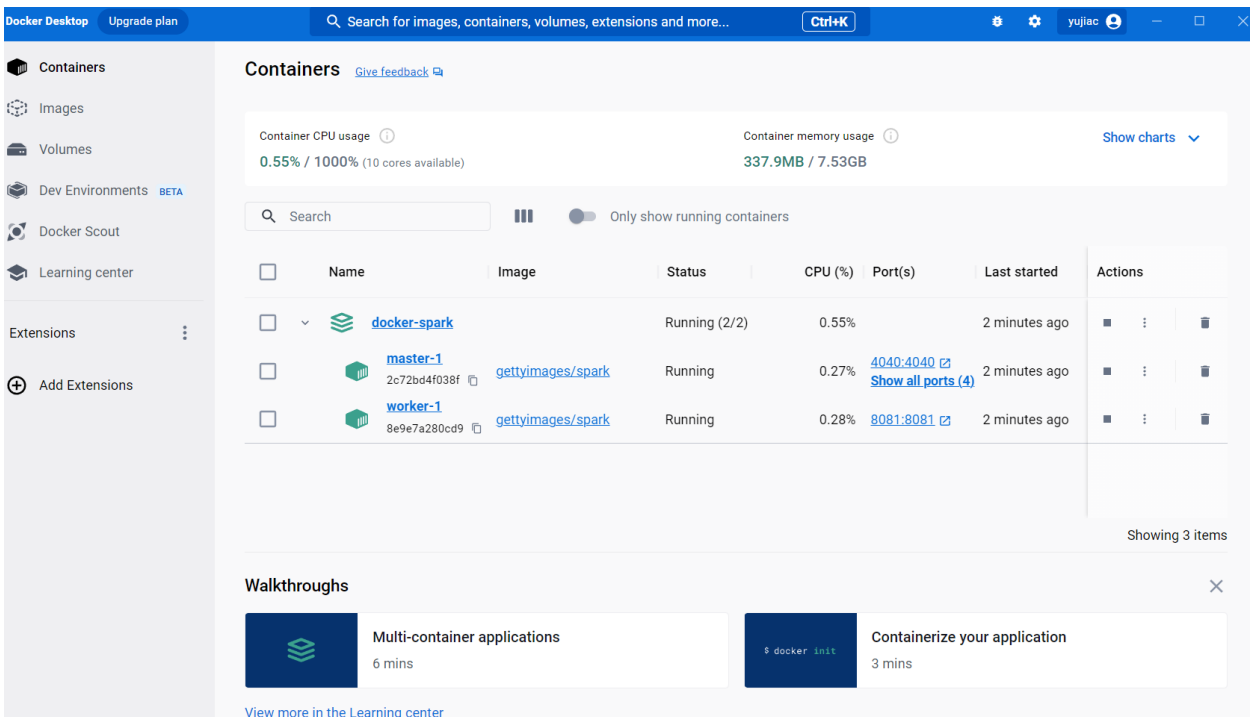 Docker Desktop Upgrade plan Search for images, containers, volumes, extensions and more... Ctrl+K yujiac
Containers
Images
Volumes
Dev Environments BETA
Docker Scout
Learning center
Extensions
Add Extensions
Containers Give feedback
Container CPU usage
0.55% / 1000% (10 cores available)
Container memory usage
337.9MB / 7.53GB
Show charts
Search
Only show running containers
Name Image Status CPU (%) Port(s) Last started Actions
docker-spark Running (2/2) 0.55% 2 minutes ago
master-1
2c72bd4f038f
gettyimages/spark Running 0.27% 4040:4040
Show all ports (4)
2 minutes ago
worker-1
8e9e7a280cd9
gettyimages/spark Running 0.28% 8081:8081 2 minutes ago
Showing 3 items
Walkthroughs
Multi-container applications
6 mins
$ docker init
Containerize your application
3 mins
View more in the Learning center